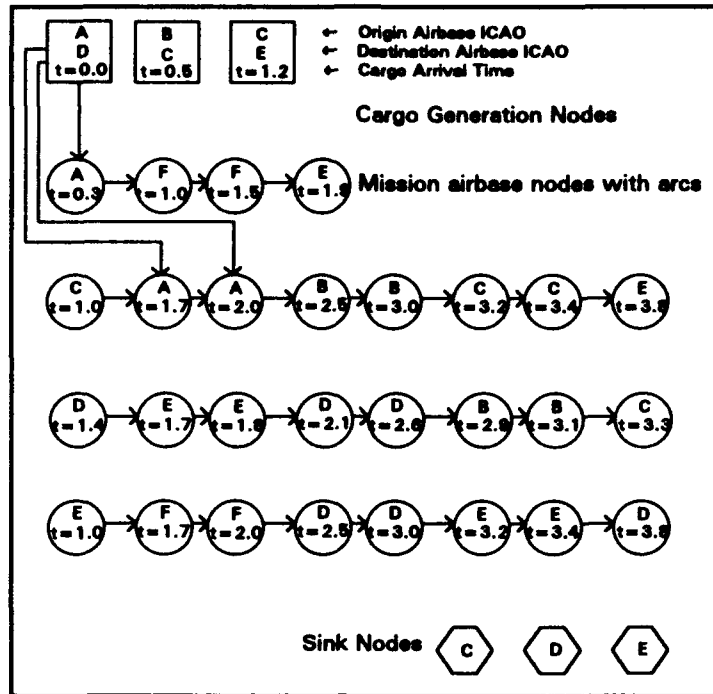 A B C ← Origin Airbase ICAO
D C E ← Destination Airbase ICAO
t=0.0 t=0.5 t=1.2 ← Cargo Arrival Time
Cargo Generation Nodes
A F F E
t=0.3 t=1.0 t=1.5 t=1.8 Mission airbase nodes with arcs
C A A B B C C E
t=1.0 t=1.7 t=2.0 t=2.5 t=3.0 t=3.2 t=3.4 t=3.8
D E E D D B B C
t=1.4 t=1.7 t=1.8 t=2.1 t=2.6 t=2.9 t=3.1 t=3.3
E F F D D E E D
t=1.0 t=1.7 t=2.0 t=2.5 t=3.0 t=3.2 t=3.4 t=3.8
Sink Nodes C D E